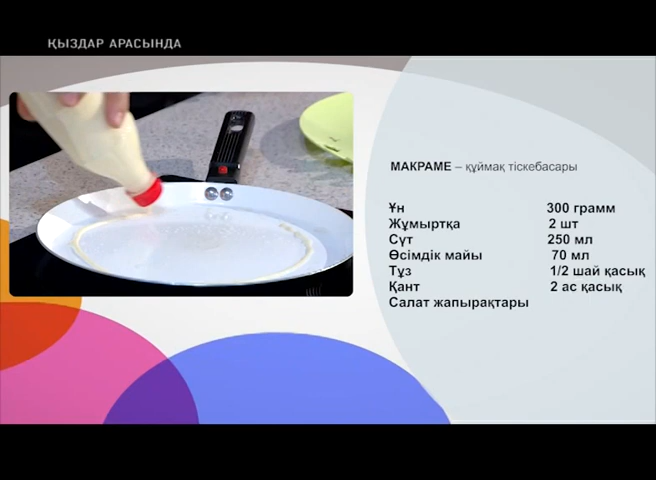 ҚЫЗДАР АРАСЫНДА
МАКРАМЕ – құймақ тіскебасары
Ұн 300 грамм
Жұмыртқа 2 шт
Сүт 250 мл
Өсімдік майы 70 мл
Тұз 1/2 шай қасық
Қант 2 ас қасық
Салат жапырақтары